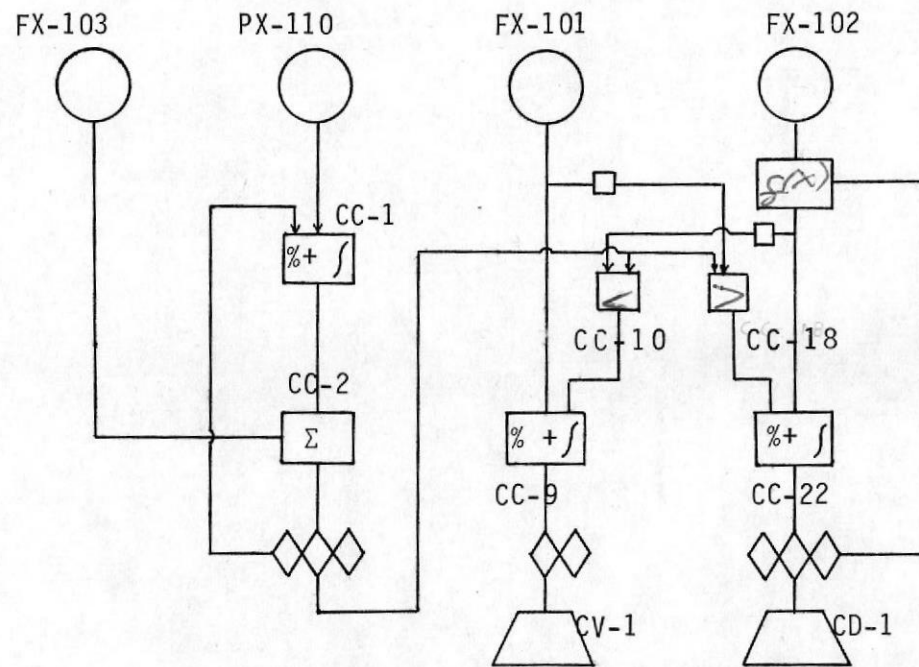 FX-103 PX-110 FX-101 FX-102
g(x)
CC-1
%+ ∫
< >
CC-10 CC-18
CC-2
Σ
% + ∫
%+ ∫
CC-9 CC-22
CV-1 CD-1